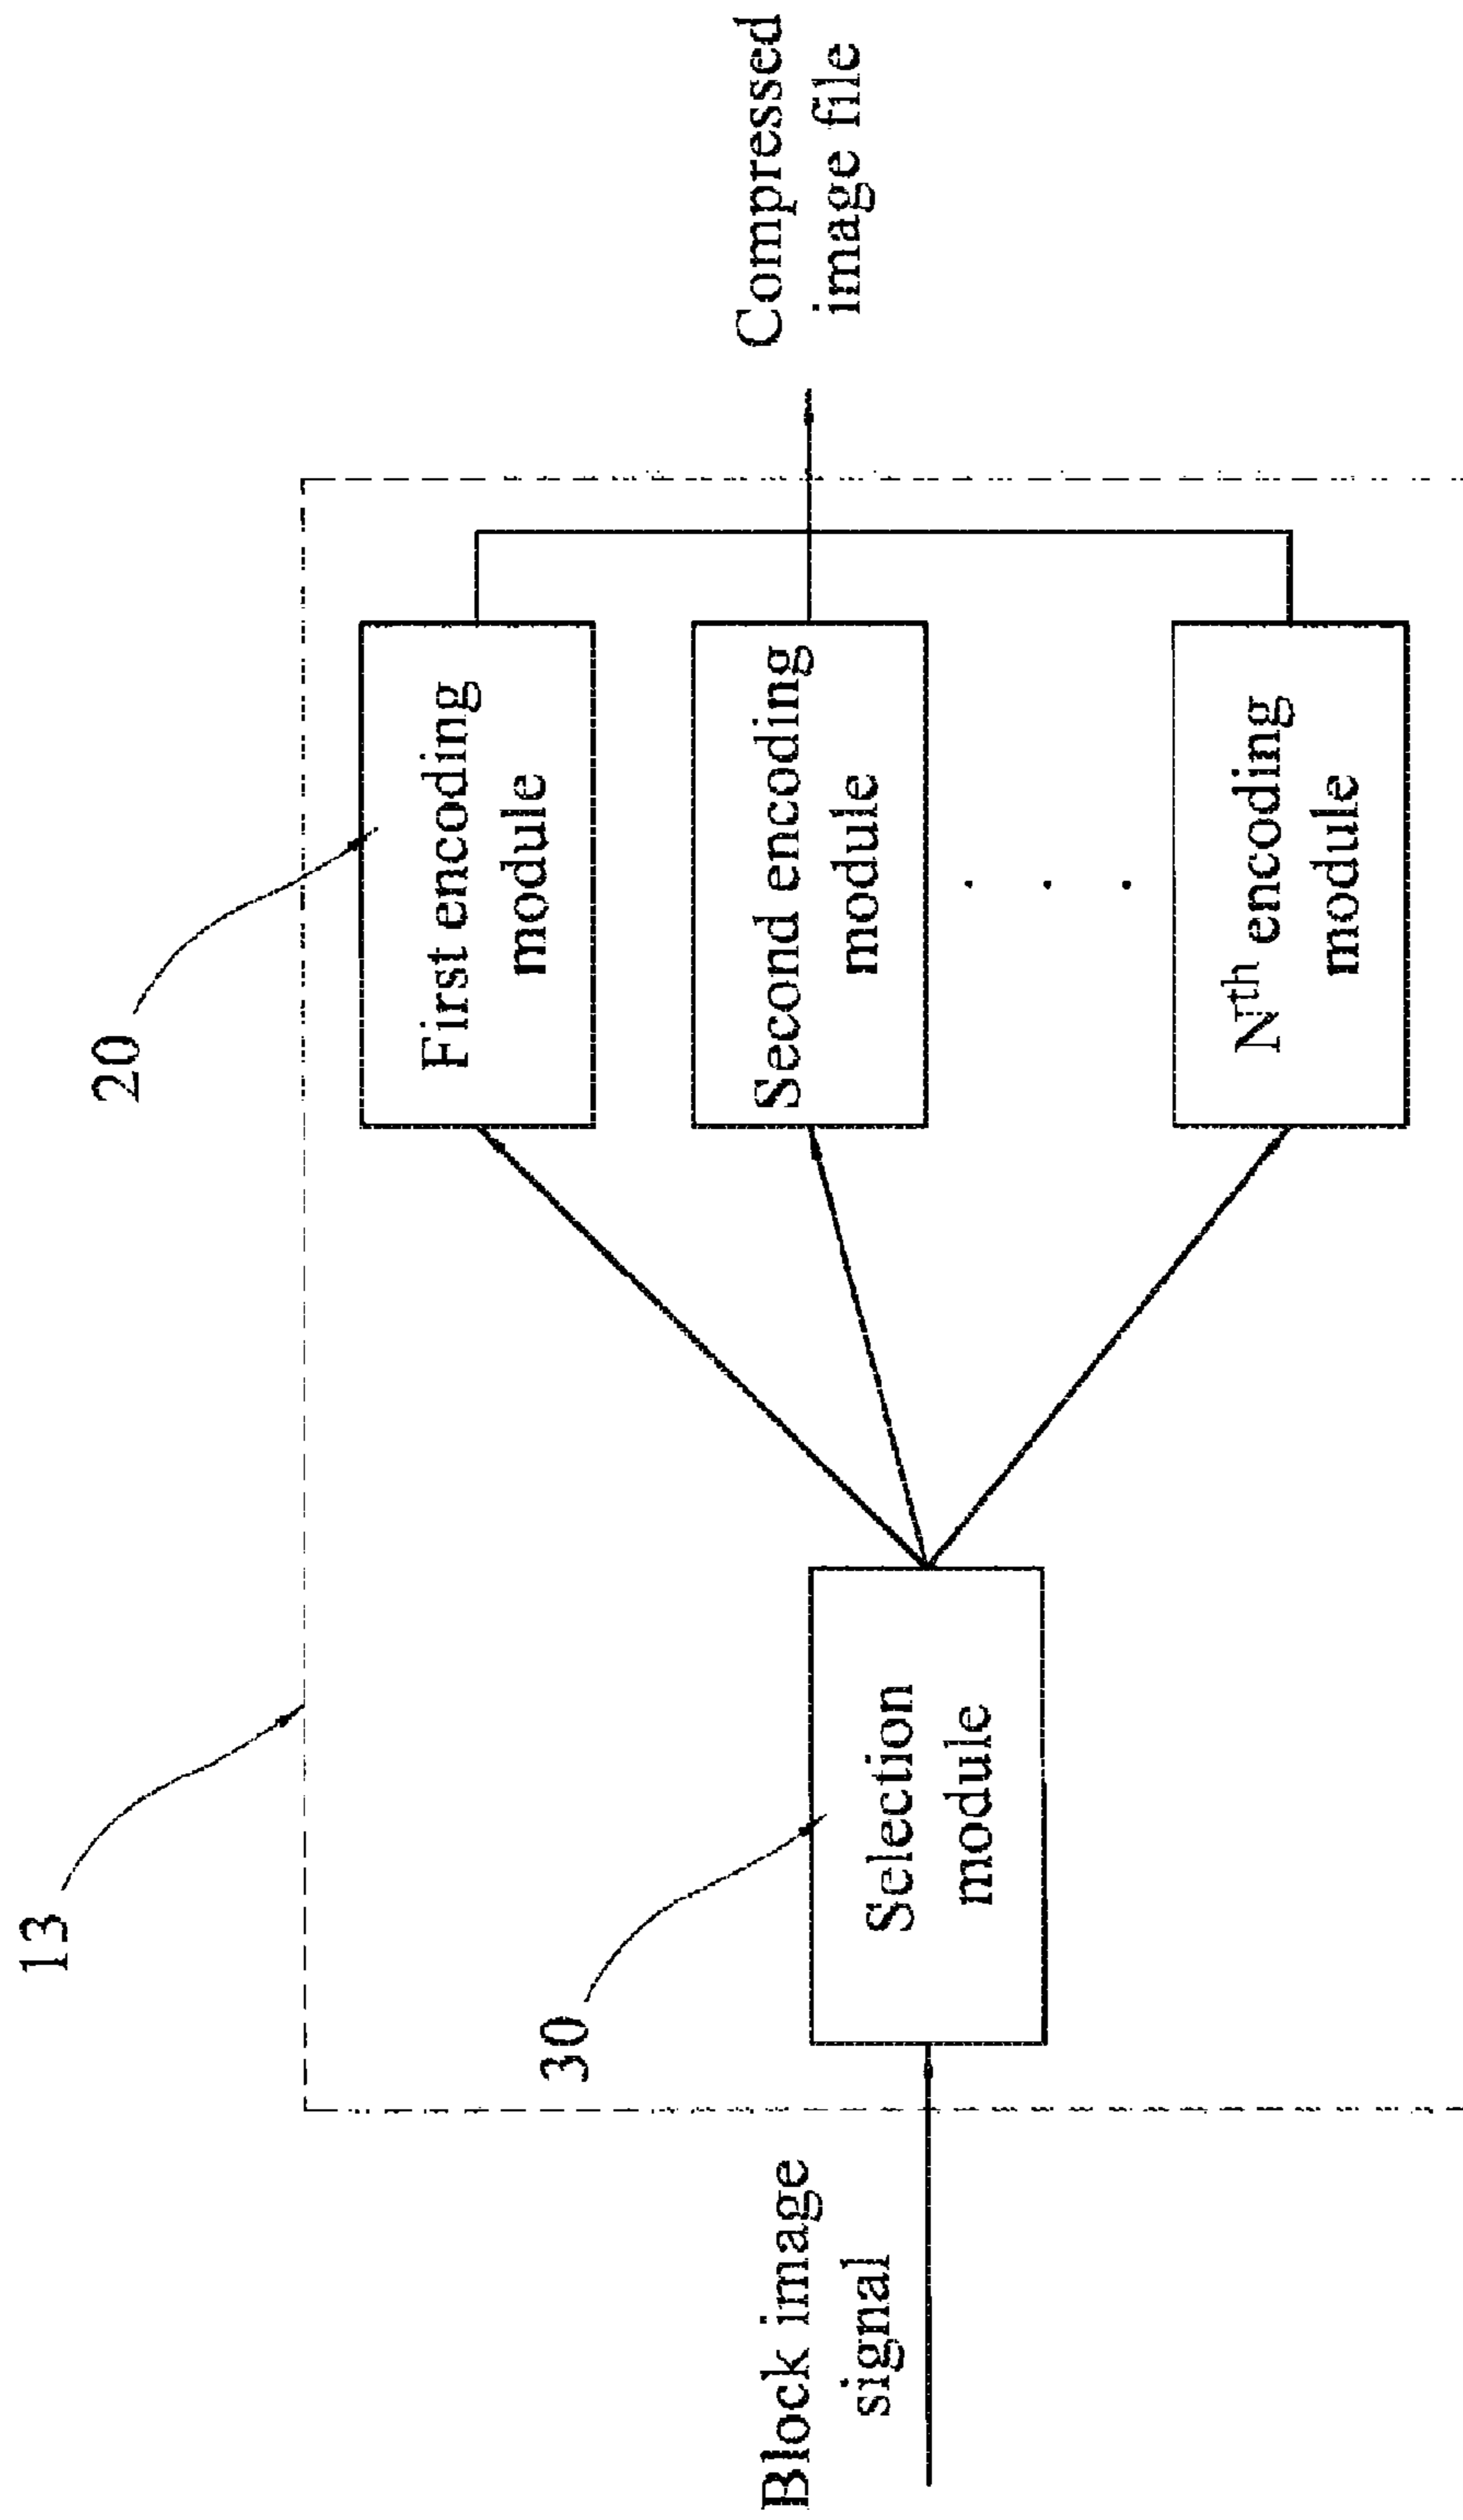 13
20
30
Block image
signal
Selection
module
First encoding
module
Second encoding
module
. . .
Nth encoding
module
Compressed
image file